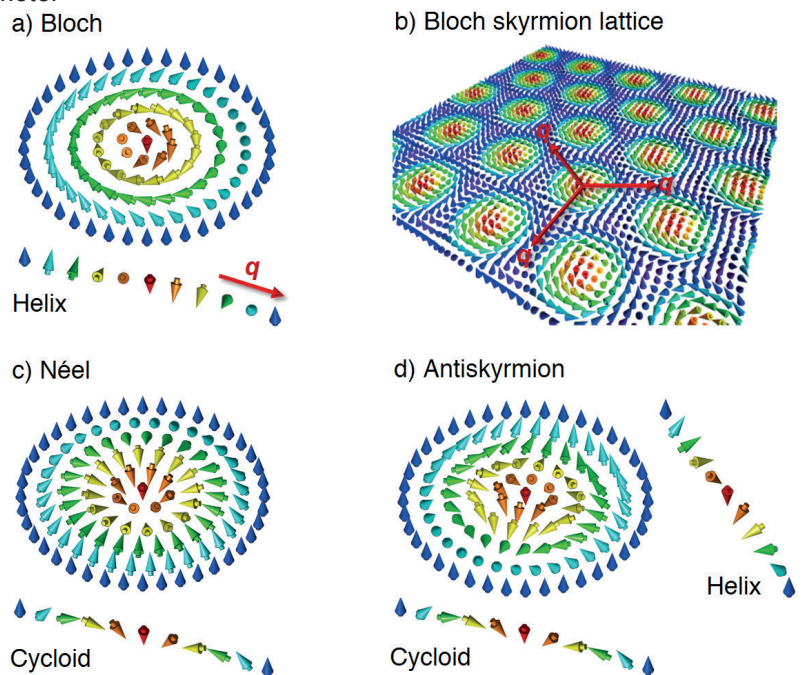 a) Bloch
b) Bloch skyrmion lattice
q
q
q
q
Helix
c) Néel
d) Antiskyrmion
Helix
Cycloid
Cycloid